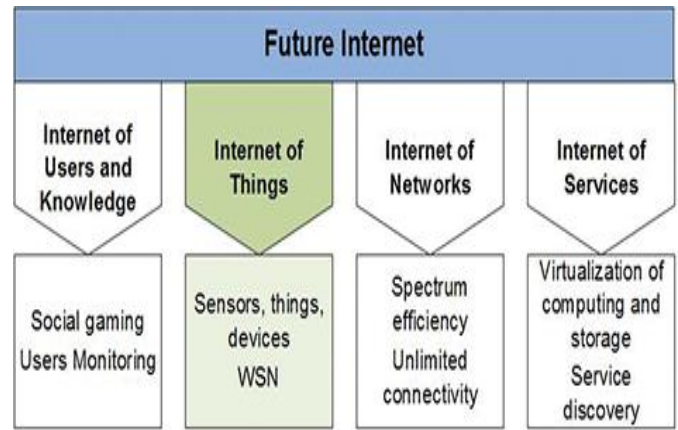 Future Internet
Internet of
Users and
Knowledge
Internet of
Things
Internet of
Networks
Internet of
Services
Social gaming
Users Monitoring
Sensors, things,
devices
WSN
Spectrum
efficiency
Unlimited
connectivity
Virtualization of
computing and
storage
Service
discovery